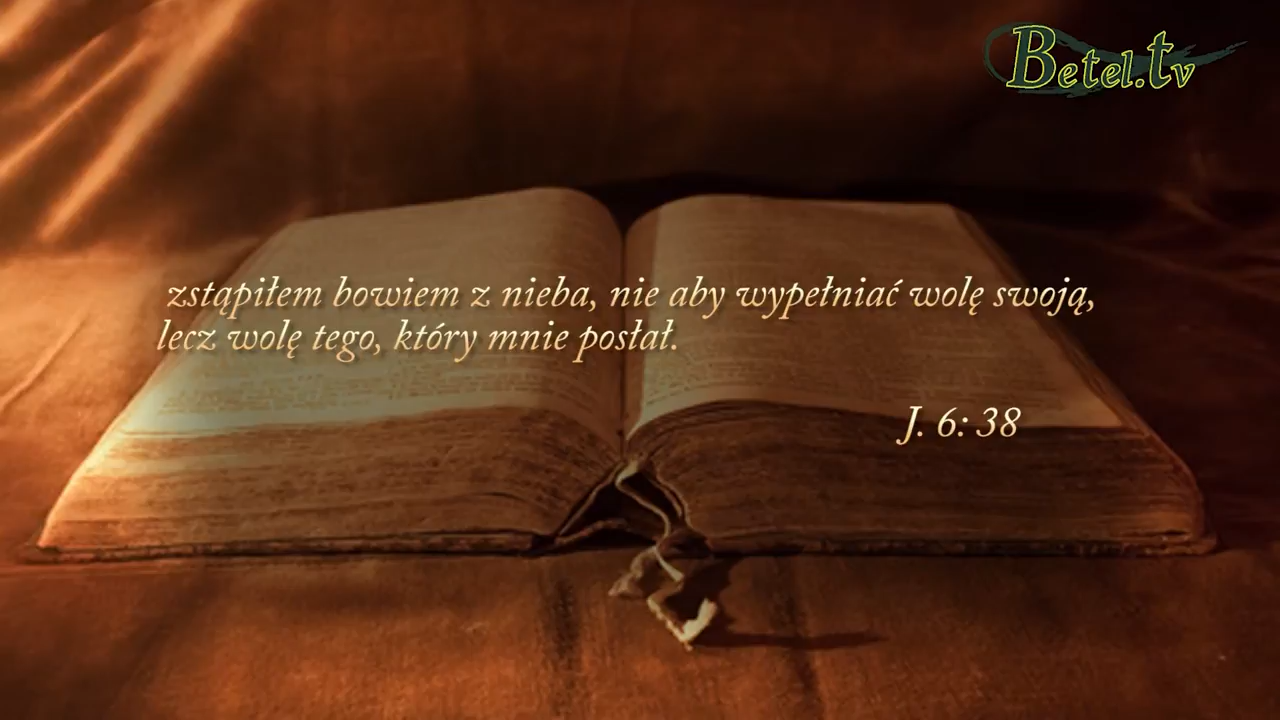 Betel.tv
zstąpiłem bowiem z nieba, nie aby wypełniać wolę swoją,
lecz wolę tego, który mnie posłał.
J. 6: 38